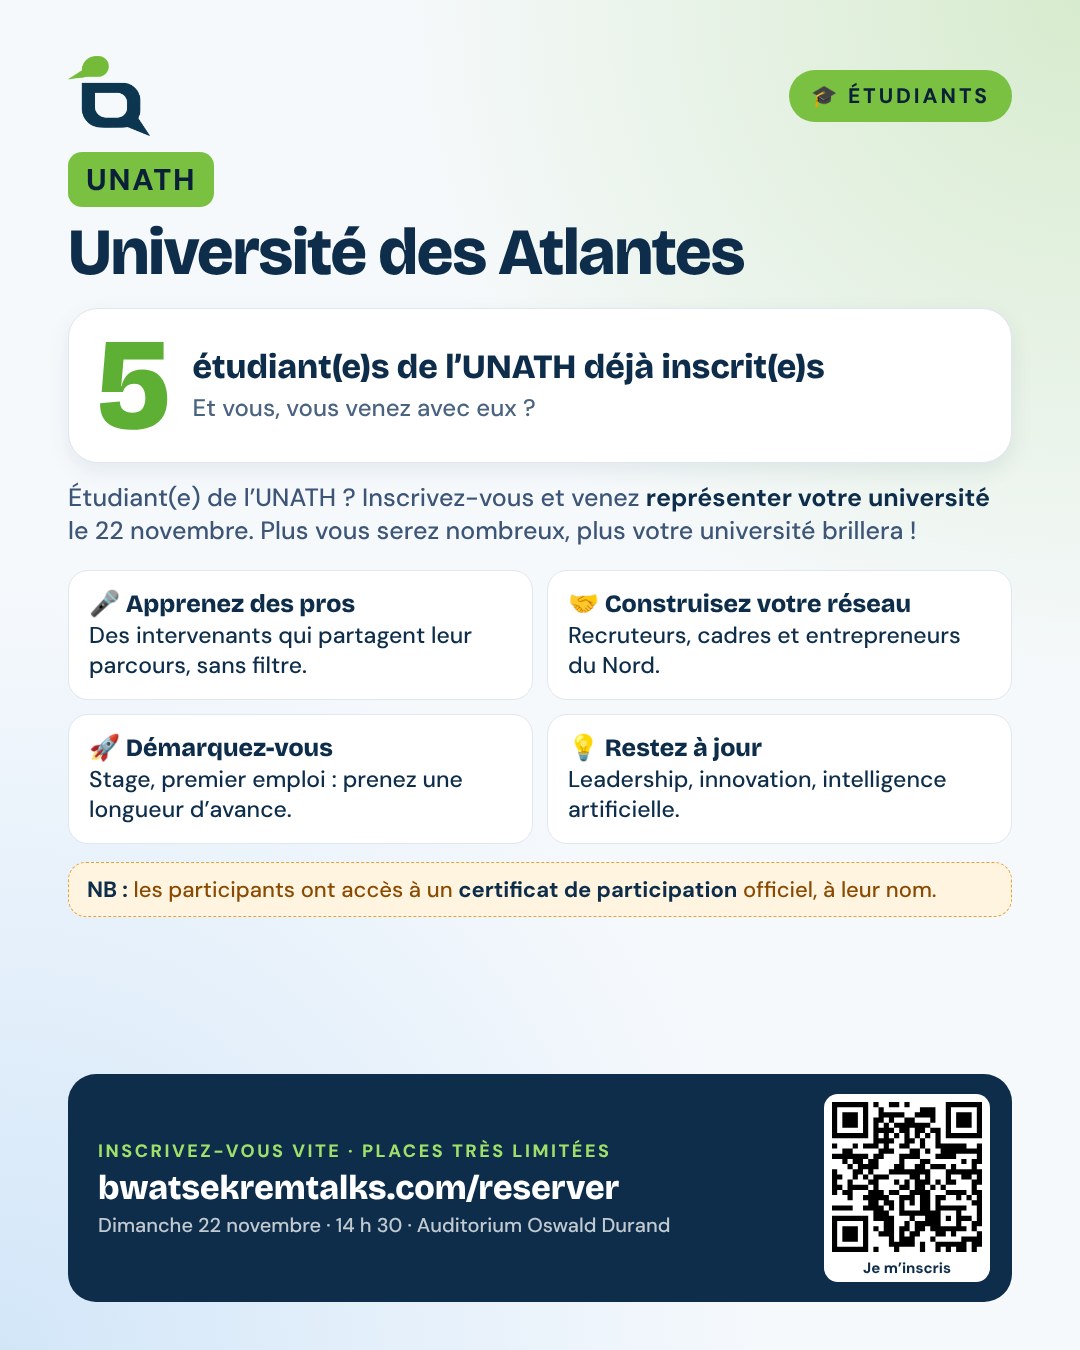 🎓 ÉTUDIANTS
UNATH
Université des Atlantes
5
étudiant(e)s de l’UNATH déjà inscrit(e)s
Et vous, vous venez avec eux ?
Étudiant(e) de l’UNATH ? Inscrivez-vous et venez représenter votre université
le 22 novembre. Plus vous serez nombreux, plus votre université brillera !
🎤 Apprenez des pros
Des intervenants qui partagent leur
parcours, sans filtre.
🤝 Construisez votre réseau
Recruteurs, cadres et entrepreneurs
du Nord.
🚀 Démarquez-vous
Stage, premier emploi : prenez une
longueur d’avance.
💡 Restez à jour
Leadership, innovation, intelligence
artificielle.
NB : les participants ont accès à un certificat de participation officiel, à leur nom.
INSCRIVEZ-VOUS VITE · PLACES TRÈS LIMITÉES
bwatsekremtalks.com/reserver
Dimanche 22 novembre · 14 h 30 · Auditorium Oswald Durand
Je m’inscris